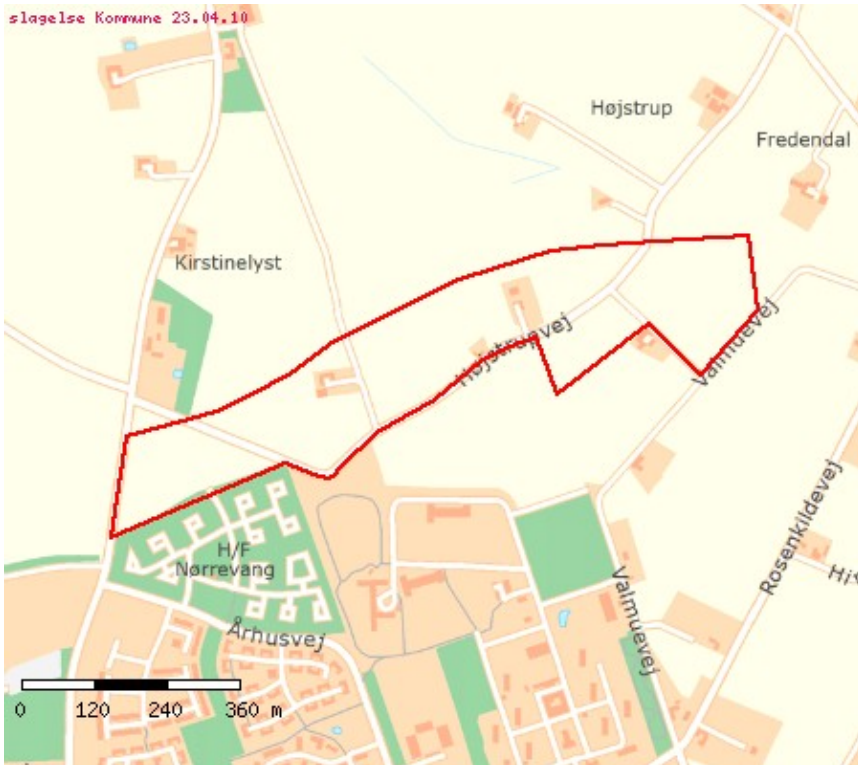 slagelse Kommune 23.04.10
Højstrup
Fredendal
Kirstinelyst
Højstrupvej
Valmuevej
Rosenkildevej
H/F
Nørrevang
Valmuevej
Århusvej
0 120 240 360 m